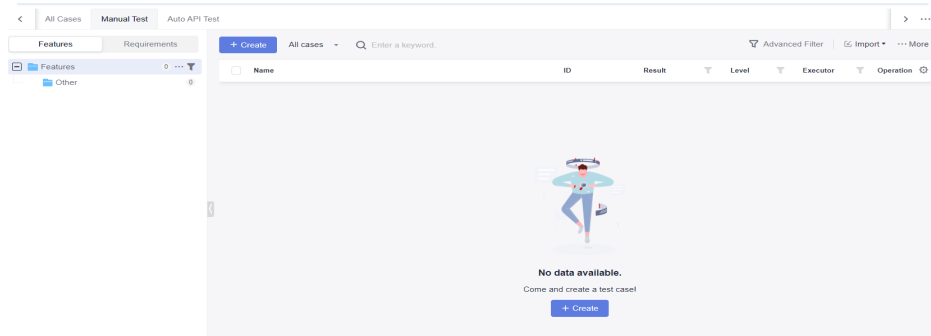 All Cases Manual Test Auto API Test
Features Requirements
+ Create All cases Enter a keyword. Advanced Filter Import ··· More
Features 0 ···
Name ID Result Level Executor Operation
Other 0
No data available.
Come and create a test case!
+ Create